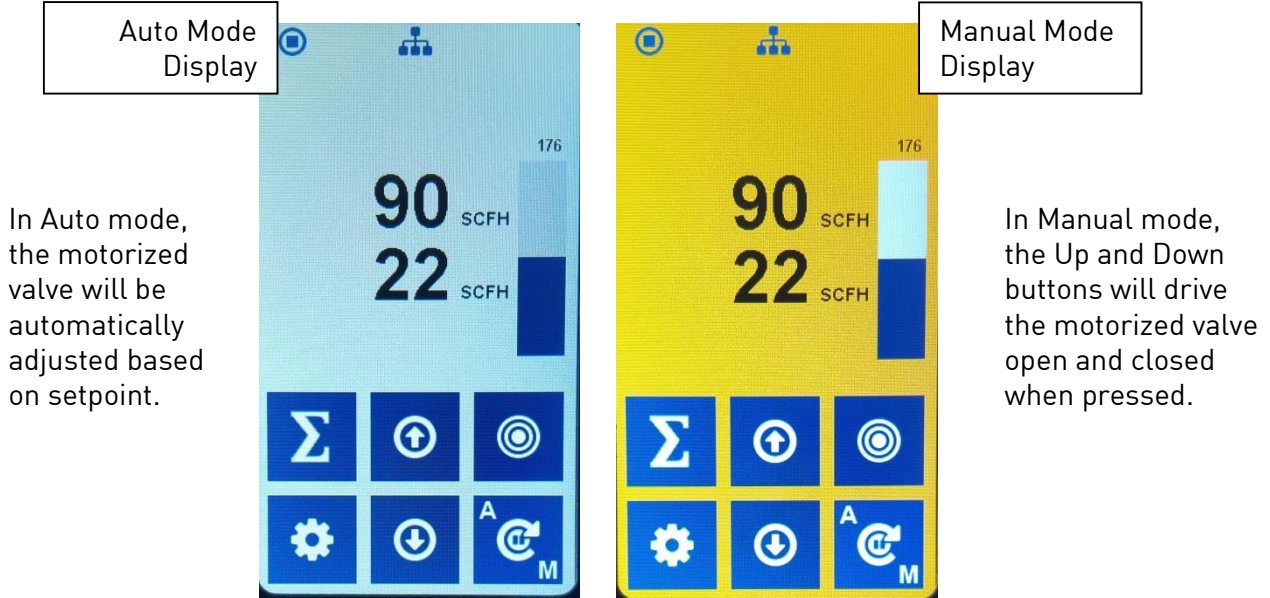 Auto Mode
Display
Manual Mode
Display
In Auto mode,
the motorized
valve will be
automatically
adjusted based
on setpoint.
176
90 SCFH
22 SCFH
Σ
A
M
176
90 SCFH
22 SCFH
Σ
A
M
In Manual mode,
the Up and Down
buttons will drive
the motorized valve
open and closed
when pressed.